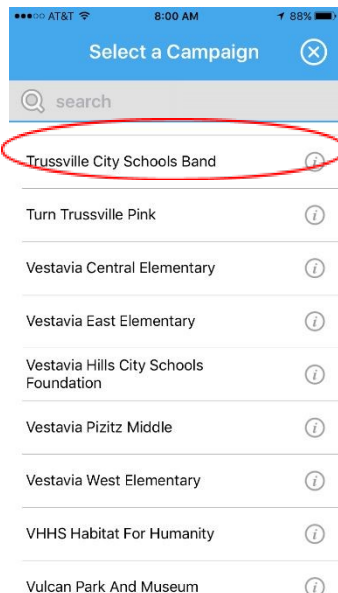 AT&T 8:00 AM 88%
Select a Campaign
search
Trussville City Schools Band
Turn Trussville Pink
Vestavia Central Elementary
Vestavia East Elementary
Vestavia Hills City Schools
Foundation
Vestavia Pizitz Middle
Vestavia West Elementary
VHHS Habitat For Humanity
Vulcan Park And Museum